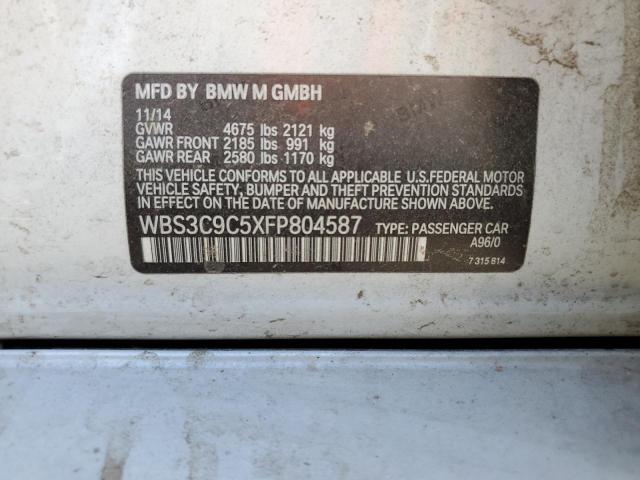 MFD BY BMW M GMBH
11/14
GVWR 4675 lbs 2121 kg
GAWR FRONT 2185 lbs 991 kg
GAWR REAR 2580 lbs 1170 kg
THIS VEHICLE CONFORMS TO ALL APPLICABLE U.S. FEDERAL MOTOR
VEHICLE SAFETY, BUMPER AND THEFT PREVENTION STANDARDS
IN EFFECT ON THE DATE OF MANUFACTURE SHOWN ABOVE.
WBS3C9C5XFP804587 TYPE: PASSENGER CAR
A96/0
7 315 814